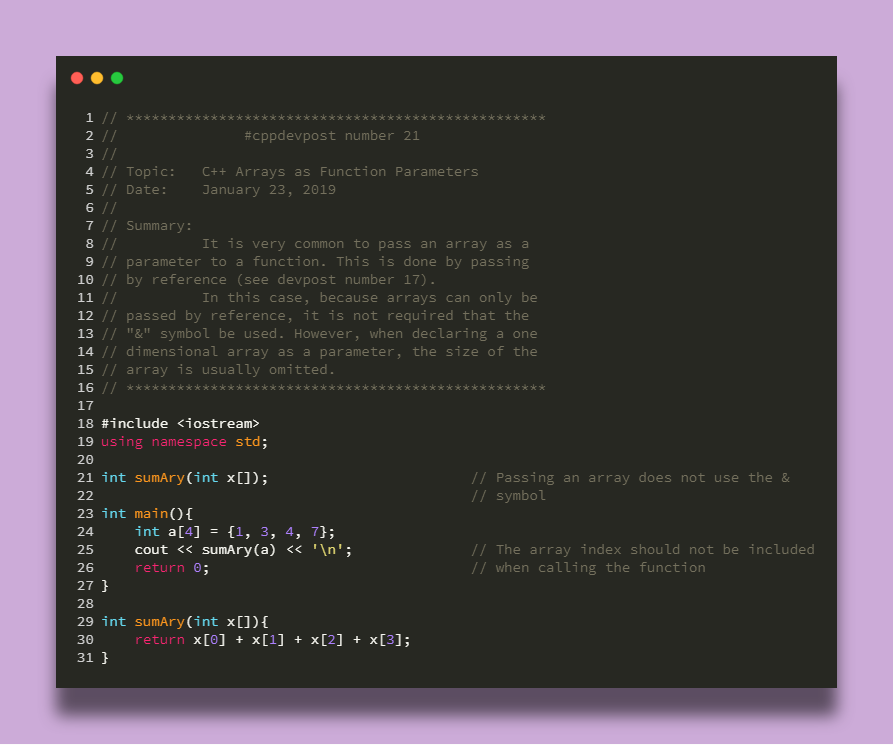 1 // **************************************************
2 //               #cppdevpost number 21
3 //
4 // Topic:   C++ Arrays as Function Parameters
5 // Date:    January 23, 2019
6 //
7 // Summary:
8 //          It is very common to pass an array as a
9 // parameter to a function. This is done by passing
10 // by reference (see devpost number 17).
11 //          In this case, because arrays can only be
12 // passed by reference, it is not required that the
13 // "&" symbol be used. However, when declaring a one
14 // dimensional array as a parameter, the size of the
15 // array is usually omitted.
16 // **************************************************
17
18 #include <iostream>
19 using namespace std;
20
21 int sumAry(int x[]);                        // Passing an array does not use the &
22                                             // symbol
23 int main(){
24     int a[4] = {1, 3, 4, 7};
25     cout << sumAry(a) << '\n';              // The array index should not be included
26     return 0;                               // when calling the function
27 }
28
29 int sumAry(int x[]){
30     return x[0] + x[1] + x[2] + x[3];
31 }